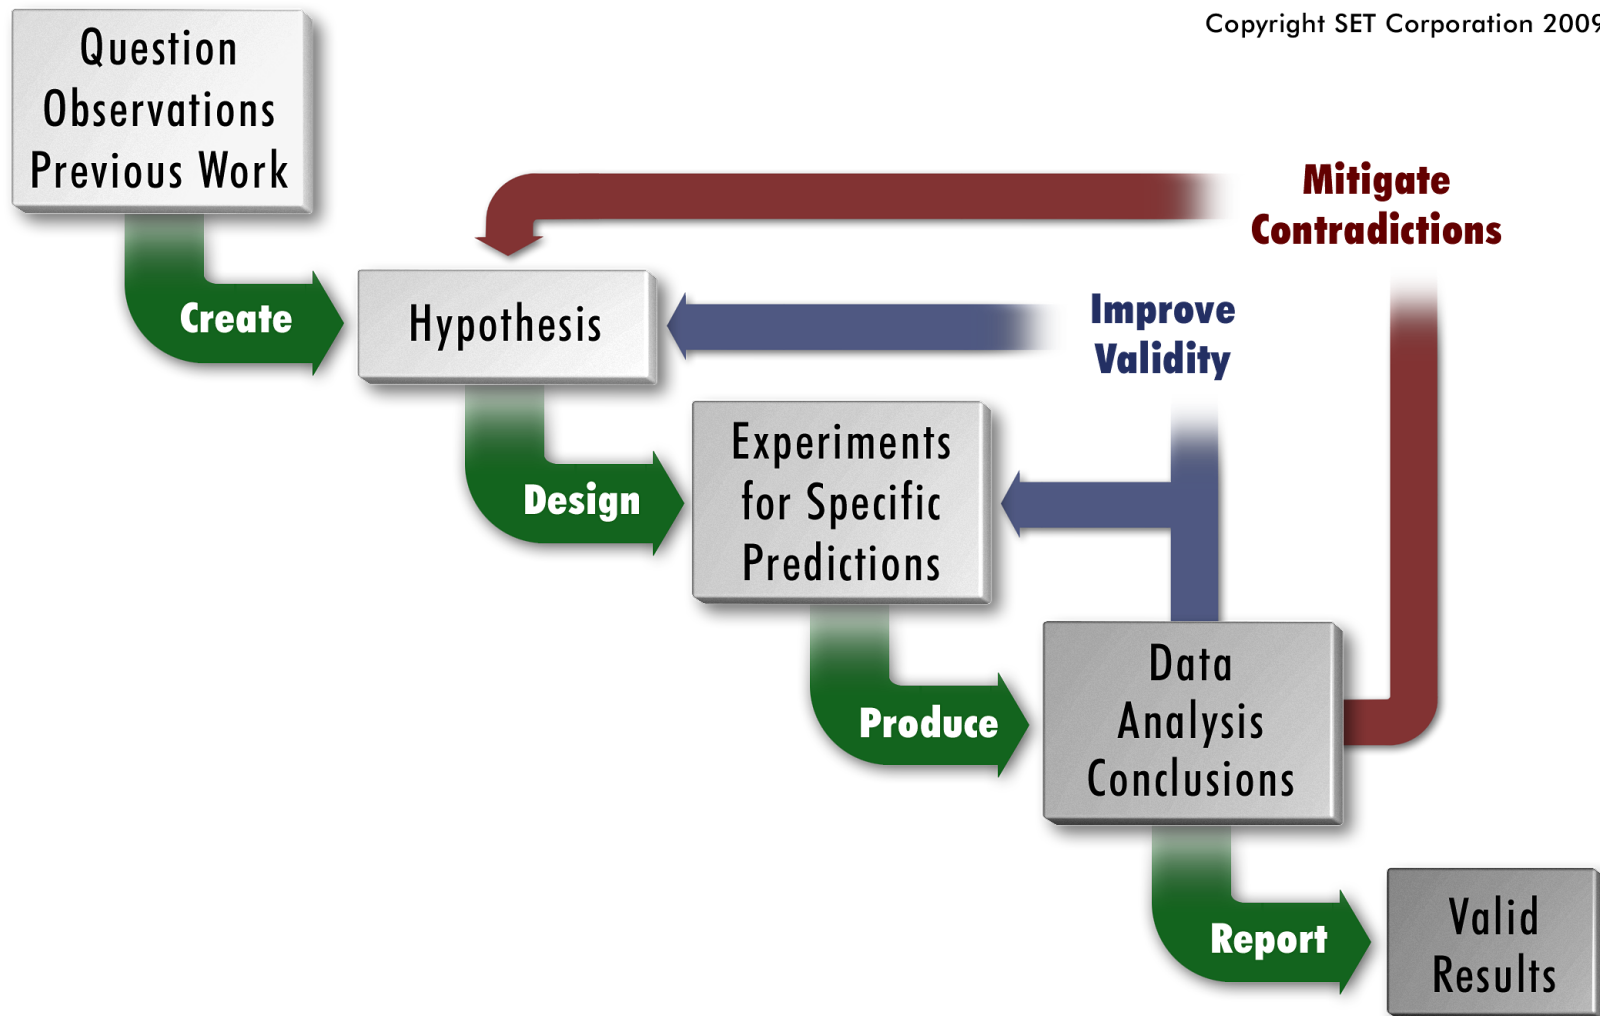 Copyright SET Corporation 2009
Question
Observations
Previous Work
Mitigate
Contradictions
Create
Hypothesis
Improve
Validity
Design
Experiments
for Specific
Predictions
Produce
Data
Analysis
Conclusions
Report
Valid
Results